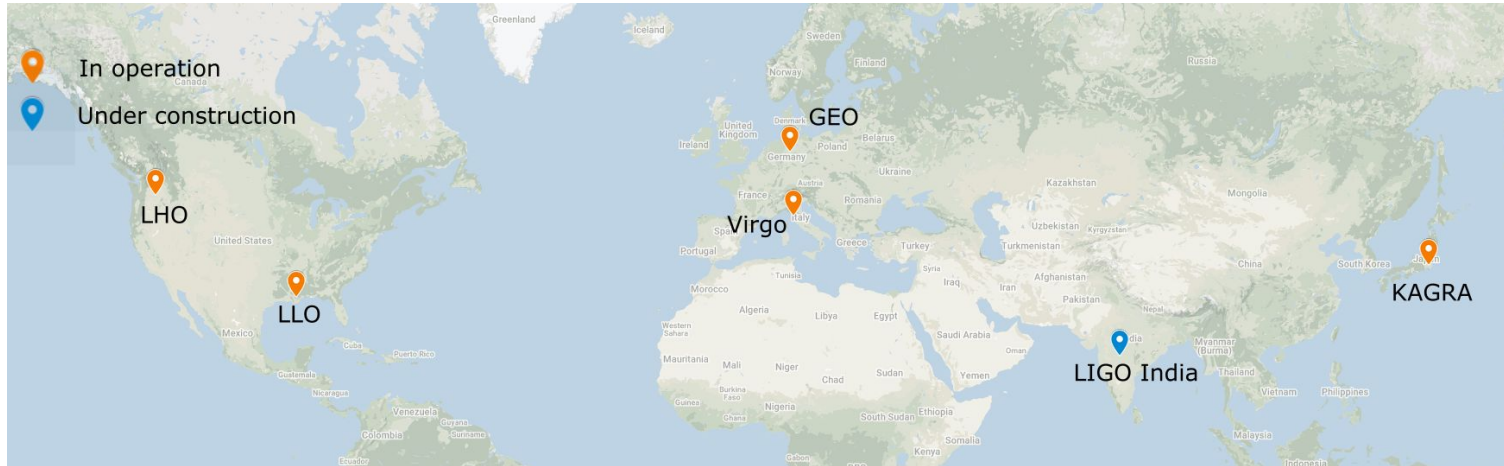 Greenland
Iceland
In operation
Canada
Sweden
Finland
Norway
Russia
Under construction
GEO
Denmark
United
Kingdom
Ireland
Belarus
Poland
Germany
Ukraine
Kazakhstan
Austria
Mongolia
France
Romania
LHO
Italy
Virgo
Spain
Portugal
Greece
Turkey
Uzbekistan
Kyrgyzstan
Turkmenistan
United States
China
South Korea
Japan
KAGRA
Tunisia
Syria
Iraq
Iran
Afghanistan
Morocco
Pakistan
Nepal
LLO
Algeria
Libya
Egypt
Western
Sahara
Saudi Arabia
Mexico
Cuba
Puerto Rico
Oman
India
Myanmar
(Burma)
LIGO India
Mauritania
Mali
Niger
Chad
Sudan
Yemen
Thailand
Guatemala
Nicaragua
Burkina
Faso
Vietnam
Philippines
Guinea
Ghana
Nigeria
South Sudan
Ethiopia
Venezuela
Guyana
Suriname
Colombia
Somalia
Malaysia
Gabon
Kenya
Ecuador
Indonesia